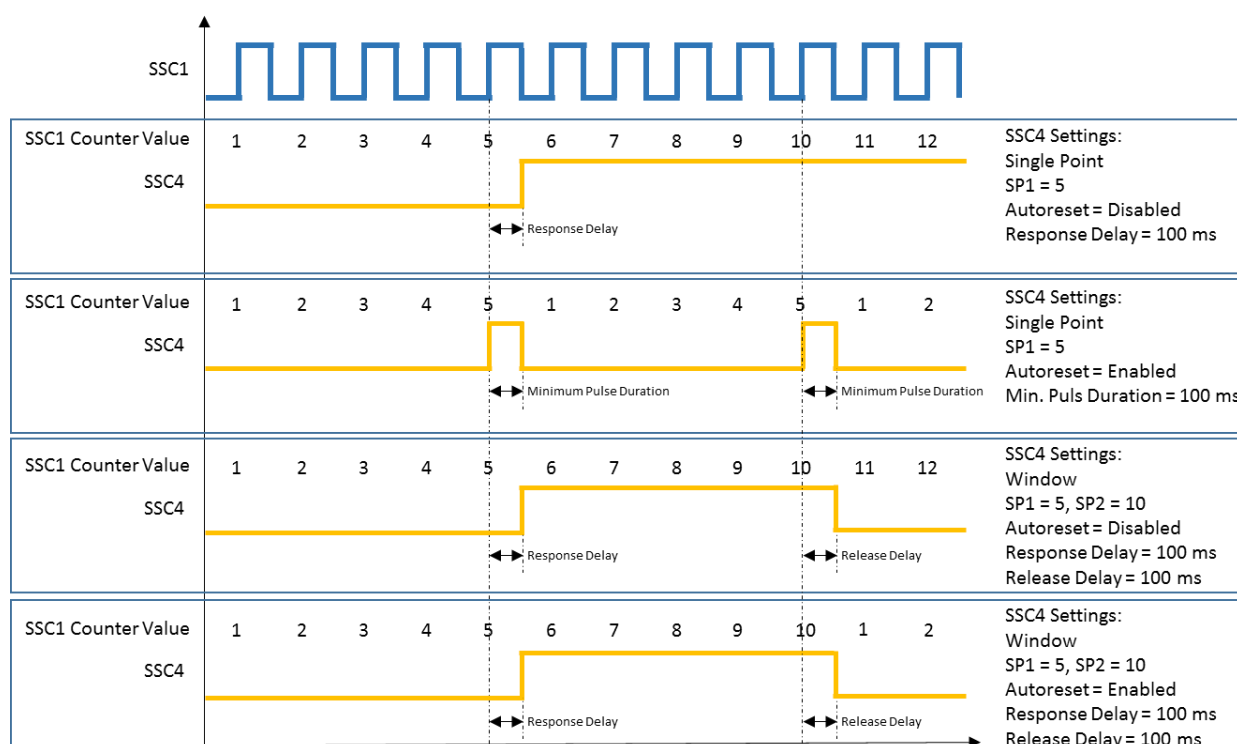 SSC1
SSC1 Counter Value 1 2 3 4 5 6 7 8 9 10 11 12
SSC4
Response Delay
SSC4 Settings:
Single Point
SP1 = 5
Autoreset = Disabled
Response Delay = 100 ms
SSC1 Counter Value 1 2 3 4 5 1 2 3 4 5 1 2
SSC4
Minimum Pulse Duration Minimum Pulse Duration
SSC4 Settings:
Single Point
SP1 = 5
Autoreset = Enabled
Min. Puls Duration = 100 ms
SSC1 Counter Value 1 2 3 4 5 6 7 8 9 10 11 12
SSC4
Response Delay Release Delay
SSC4 Settings:
Window
SP1 = 5, SP2 = 10
Autoreset = Disabled
Response Delay = 100 ms
Release Delay = 100 ms
SSC1 Counter Value 1 2 3 4 5 6 7 8 9 10 1 2
SSC4
Response Delay Release Delay
SSC4 Settings:
Window
SP1 = 5, SP2 = 10
Autoreset = Enabled
Response Delay = 100 ms
Release Delay = 100 ms